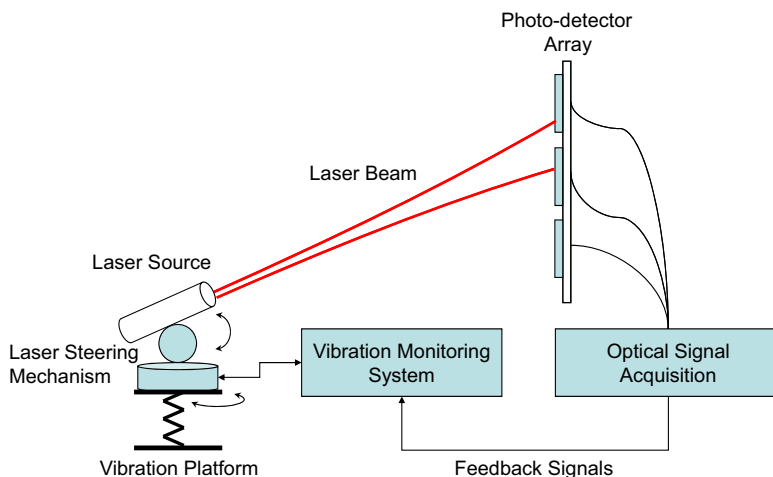 Photo-detector
Array
Laser Beam
Laser Source
Laser Steering
Mechanism
Vibration Monitoring
System
Optical Signal
Acquisition
Vibration Platform
Feedback Signals